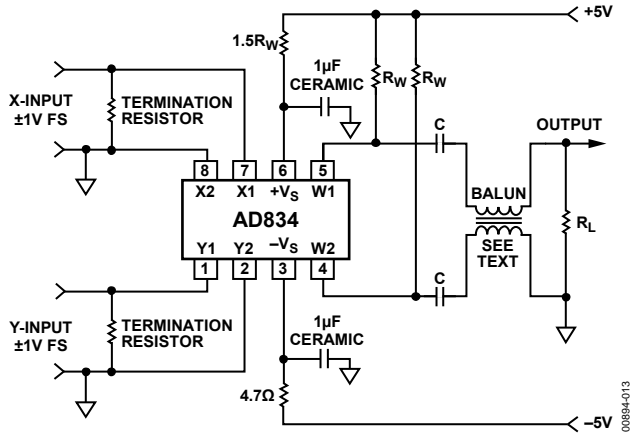 +5V
1.5RW
1µF
CERAMIC
RW
RW
X-INPUT
±1V FS
TERMINATION
RESISTOR
C
OUTPUT
8
7
6
5
X2
X1
+VS
W1
BALUN
AD834
RL
SEE
TEXT
Y1
Y2
–VS
W2
1
2
3
4
C
Y-INPUT
±1V FS
TERMINATION
RESISTOR
1µF
CERAMIC
4.7Ω
–5V
00894-013